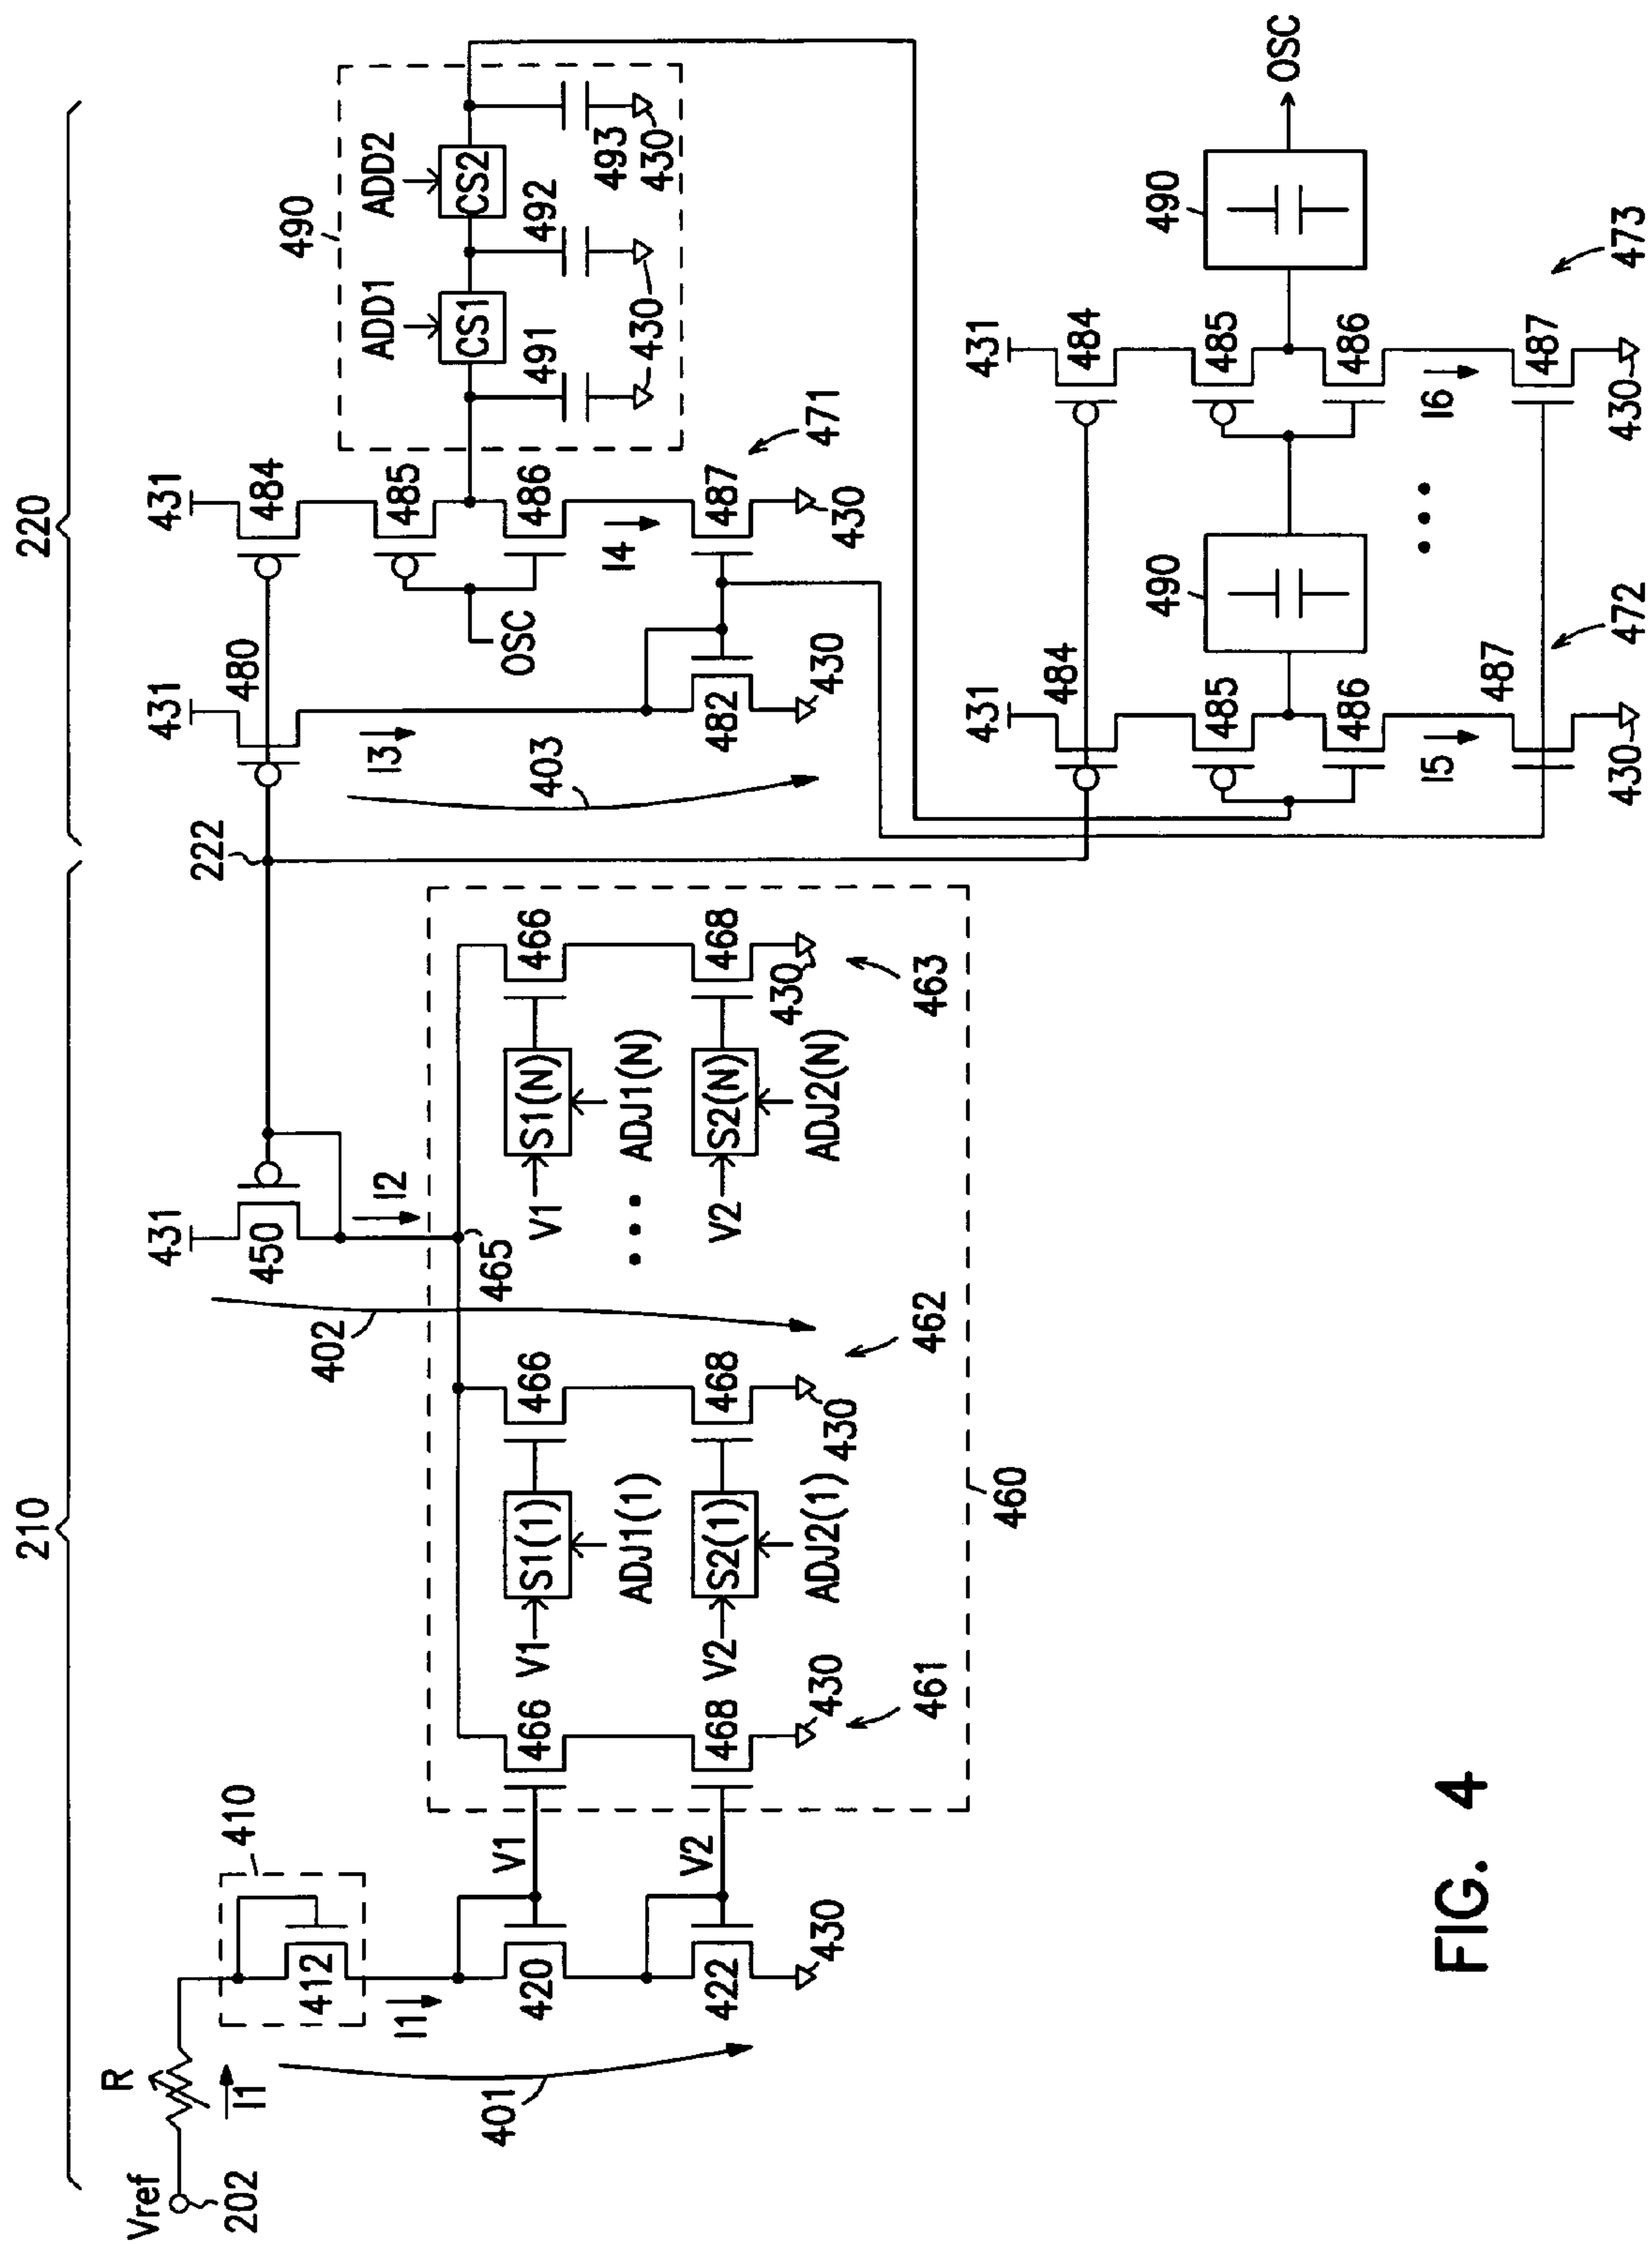 210
220
Vref
202
R
I1
410
412
I1
401
420
422
430
V1
V2
431
450
I2
402
465
466
468
430
461
V1
S1(1)
ADJ1(1)
V2
S2(1)
ADJ2(1)
466
468
430
462
V1
S1(N)
ADJ1(N)
V2
S2(N)
ADJ2(N)
466
468
430
463
460
222
431
480
I3
403
482
430
431
484
485
486
487
OSC
I4
430
471
490
ADD1
CS1
ADD2
CS2
491
492
493
430
430
431
484
485
486
487
I5
430
472
490
431
484
485
486
487
I6
430
473
490
OSC
FIG. 4